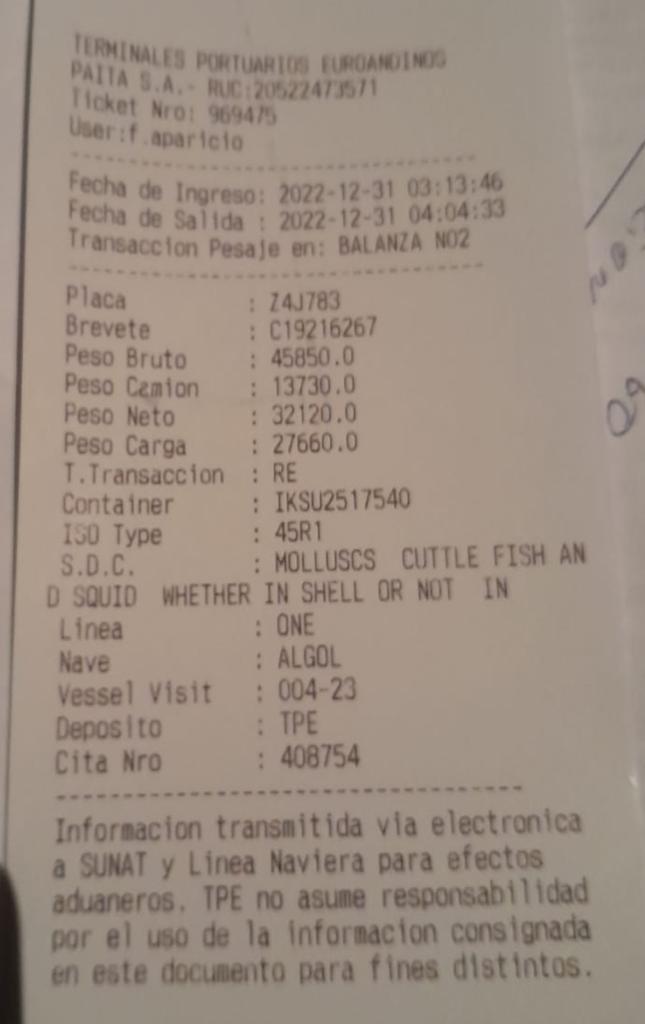 TERMINALES PORTUARIOS EUROANDINOS
PAITA S.A.- RUC:20522473571
Ticket Nro: 969475
User:f.aparicio
Fecha de Ingreso: 2022-12-31 03:13:46
Fecha de Salida : 2022-12-31 04:04:33
Transaccion Pesaje en: BALANZA NO2
Placa : Z4J783
Brevete : C19216267
Peso Bruto : 45850.0
Peso Camion : 13730.0
Peso Neto : 32120.0
Peso Carga : 27660.0
T.Transaccion : RE
Container : IKSU2517540
ISO Type : 45R1
S.D.C. : MOLLUSCS CUTTLE FISH AN
D SQUID WHETHER IN SHELL OR NOT IN
Linea : ONE
Nave : ALGOL
Vessel Visit : 004-23
Deposito : TPE
Cita Nro : 408754
Informacion transmitida via electronica
a SUNAT y Linea Naviera para efectos
aduaneros. TPE no asume responsabilidad
por el uso de la informacion consignada
en este documento para fines distintos.